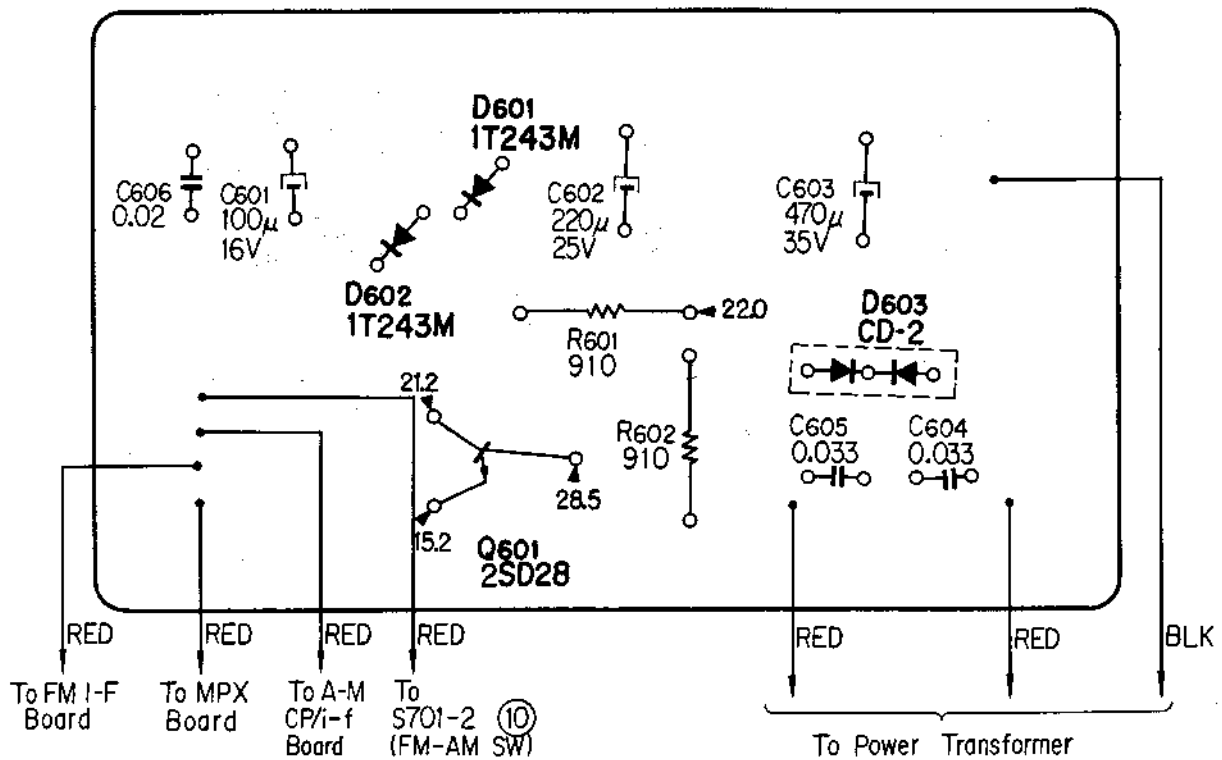 D601
1T243M
C606
0.02
C601
100μ
16V
C602
220μ
25V
C603
470μ
35V
D602
1T243M
22.0
R601
910
D603
CD-2
21.2
R602
910
C605
0.033
C604
0.033
28.5
15.2
Q601
2SD28
RED
RED
RED
RED
RED
RED
BLK
To FM I-F
Board
To MPX
Board
To A-M
CP/i-f
Board
To
S701-2 ⑩
(FM-AM SW)
To Power Transformer